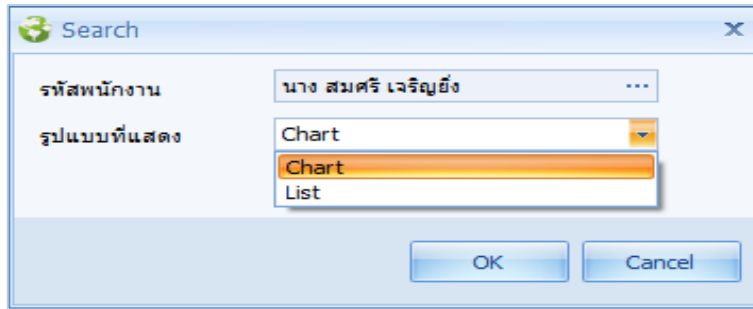 Search
รหัสพนักงาน นาง สมศรี เจริญยิ่ง ...
รูปแบบที่แสดง Chart
Chart
List
OK Cancel